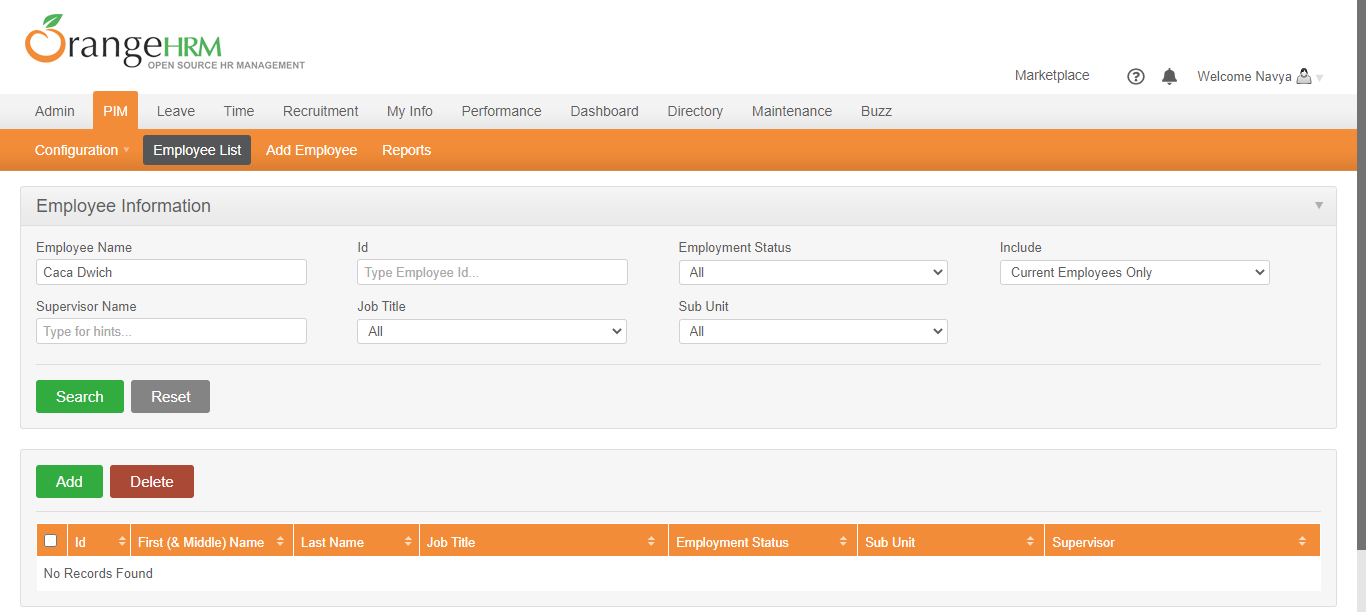 OrangeHRM
OPEN SOURCE HR MANAGEMENT
Marketplace ? Welcome Navya
Admin PIM Leave Time Recruitment My Info Performance Dashboard Directory Maintenance Buzz
Configuration Employee List Add Employee Reports
Employee Information
Employee Name Id Employment Status Include
Caca Dwich Type Employee Id... All Current Employees Only
Supervisor Name Job Title Sub Unit
Type for hints... All All
Search Reset
Add Delete
Id First (& Middle) Name Last Name Job Title Employment Status Sub Unit Supervisor
No Records Found